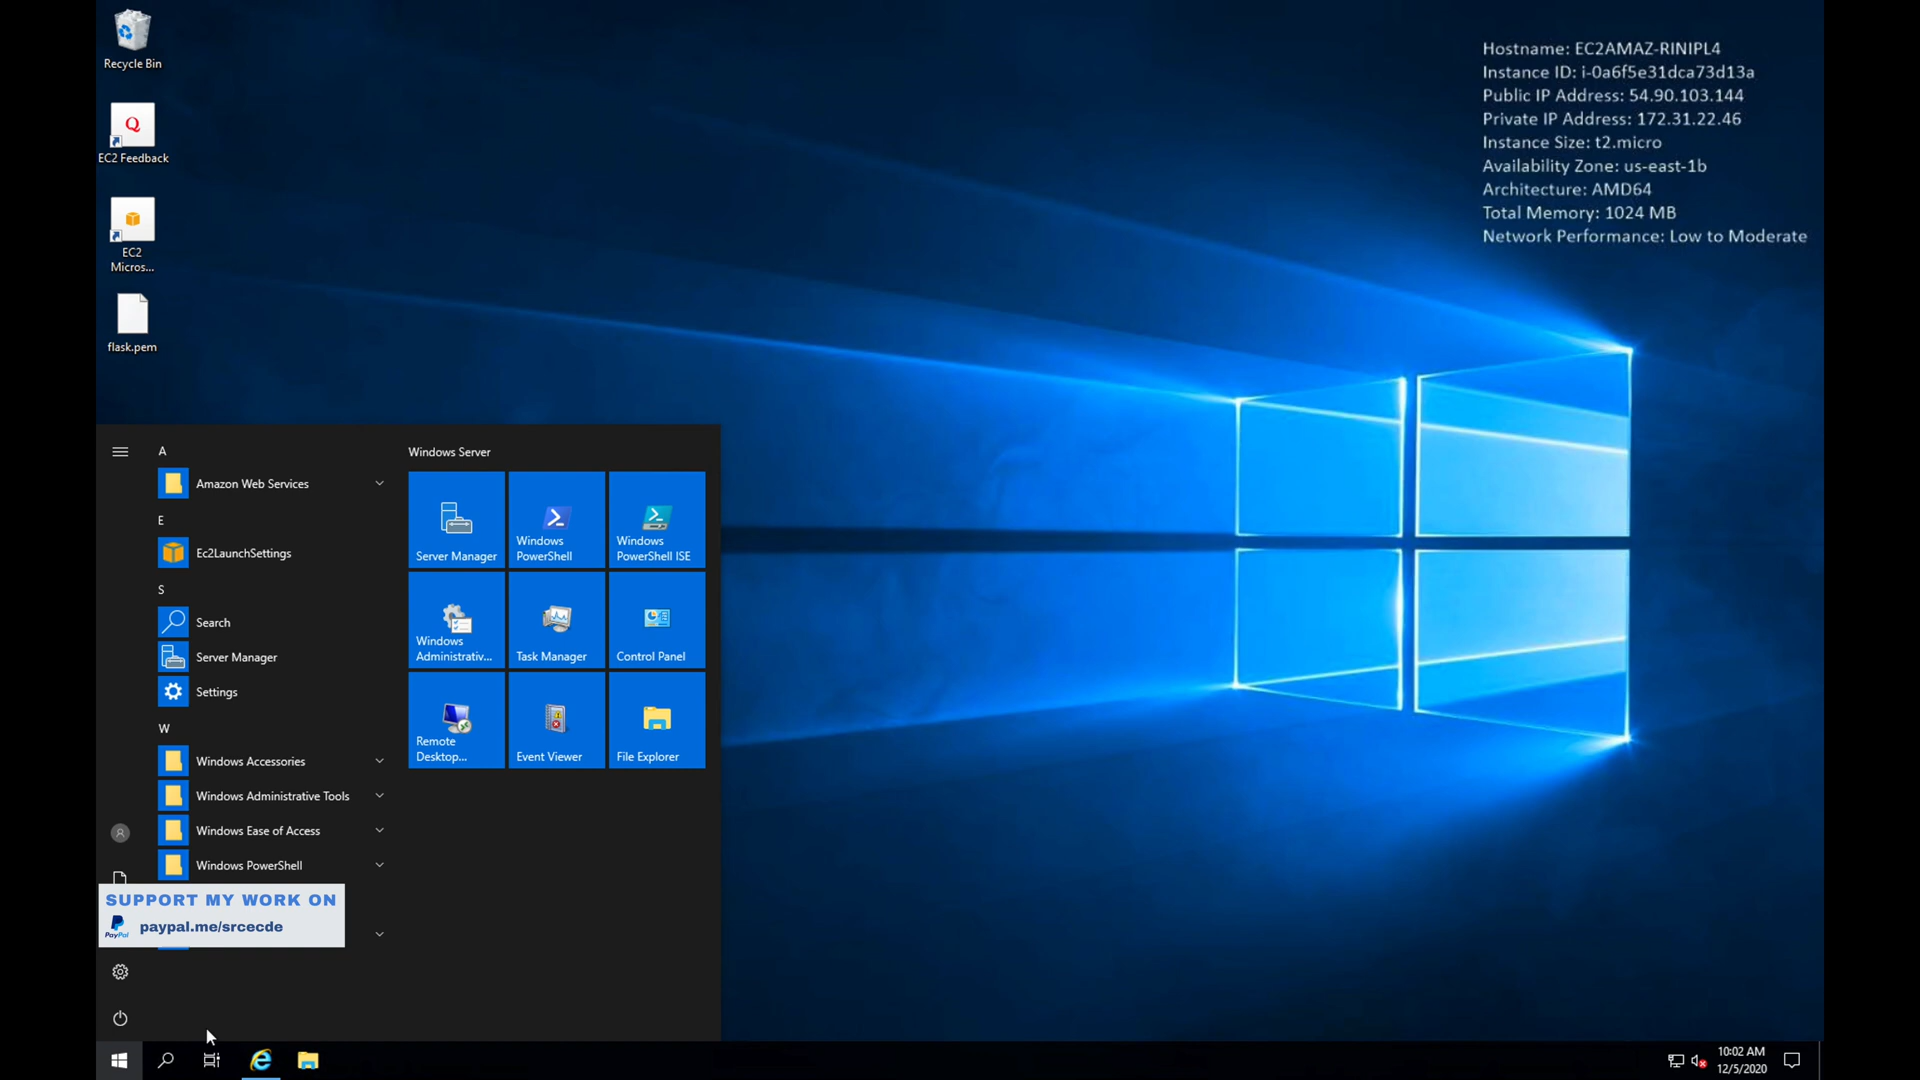 Recycle Bin
EC2 Feedback
EC2
Micros...
flask.pem
Hostname: EC2AMAZ-RINIPL4
Instance ID: i-0a6f5e31dca73d13a
Public IP Address: 54.90.103.144
Private IP Address: 172.31.22.46
Instance Size: t2.micro
Availability Zone: us-east-1b
Architecture: AMD64
Total Memory: 1024 MB
Network Performance: Low to Moderate
A
Amazon Web Services
E
Ec2LaunchSettings
S
Search
Server Manager
Settings
W
Windows Accessories
Windows Administrative Tools
Windows Ease of Access
Windows PowerShell
Windows Server
Server Manager
Windows
PowerShell
Windows
PowerShell ISE
Windows
Administrativ...
Task Manager
Control Panel
Remote
Desktop...
Event Viewer
File Explorer
SUPPORT MY WORK ON
PayPal
paypal.me/srcecde
10:02 AM
12/5/2020